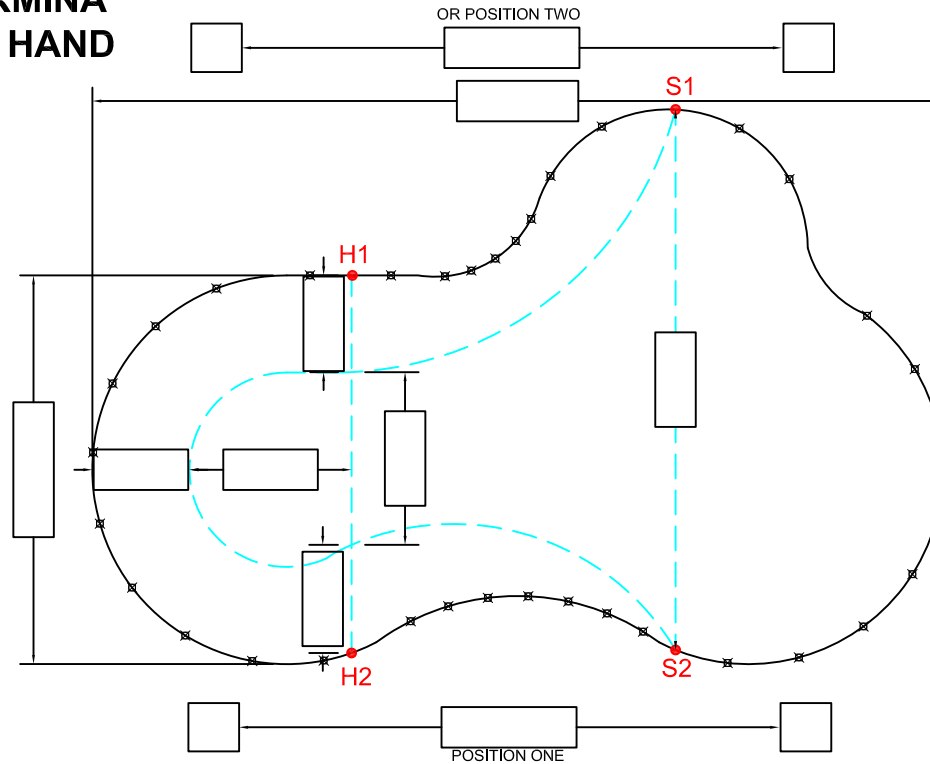 HAND
OR POSITION TWO
S1
H1
H2
S2
POSITION ONE